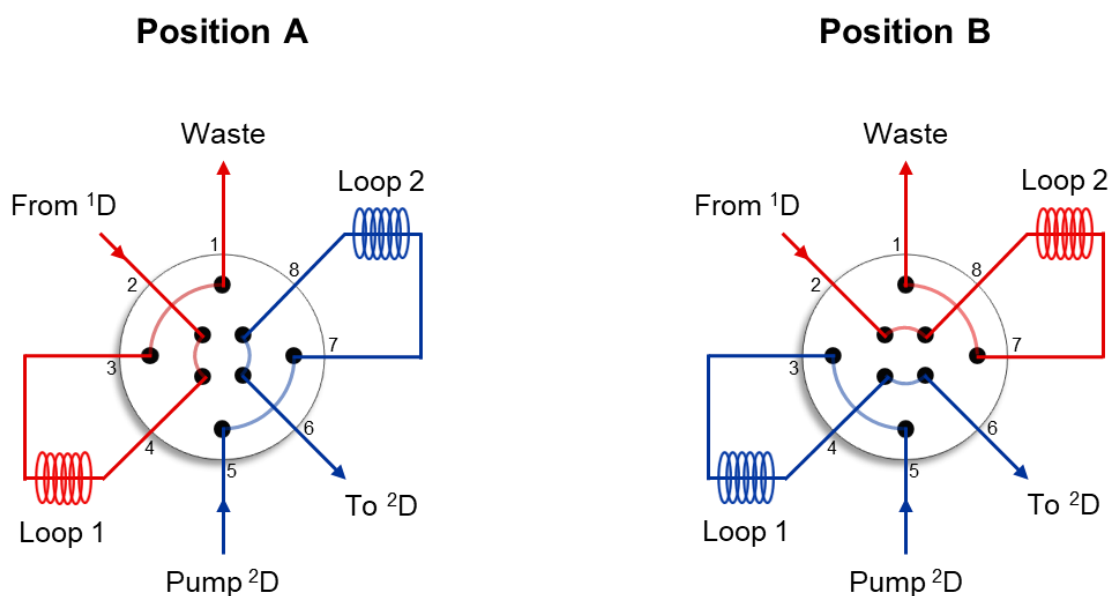 Position A
Waste
Loop 2
From ¹D
1
2
8
3
7
4
6
5
Loop 1
To ²D
Pump ²D
Position B
Waste
Loop 2
From ¹D
1
2
8
3
7
4
6
5
Loop 1
To ²D
Pump ²D